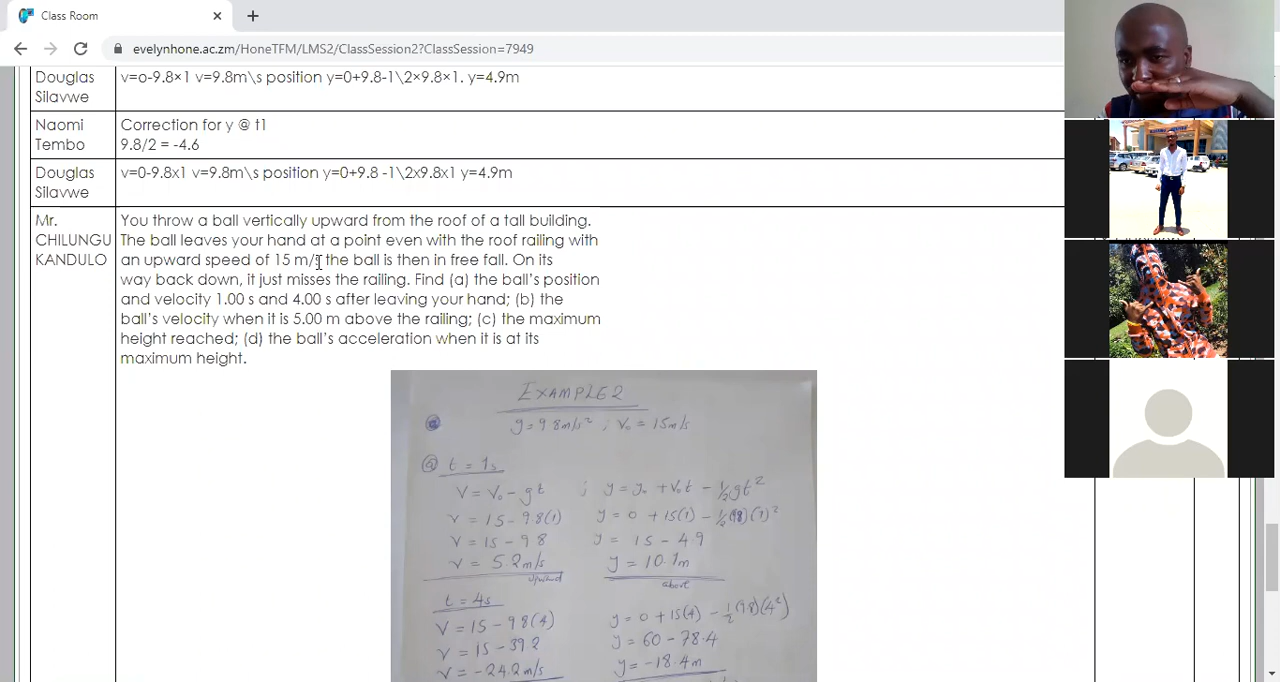 Class Room
evelynhone.ac.zm/HoneTFM/LMS2/ClassSession2?ClassSession=7949
Douglas Silavwe
v=o-9.8×1 v=9.8m\s position y=0+9.8-1\2×9.8×1. y=4.9m
Naomi Tembo
Correction for y @ t1
9.8/2 = -4.6
Douglas Silavwe
v=0-9.8x1 v=9.8m\s position y=0+9.8 -1\2x9.8x1 y=4.9m
Mr. CHILUNGU KANDULO
You throw a ball vertically upward from the roof of a tall building.
The ball leaves your hand at a point even with the roof railing with
an upward speed of 15 m/s the ball is then in free fall. On its
way back down, it just misses the railing. Find (a) the ball's position
and velocity 1.00 s and 4.00 s after leaving your hand; (b) the
ball's velocity when it is 5.00 m above the railing; (c) the maximum
height reached; (d) the ball's acceleration when it is at its
maximum height.
EXAMPLE 2
g = 9.8m/s² ; V₀ = 15m/s
ⓐ t = 1s
V = V₀ - gt ; y = y₀ + V₀t - ½gt²
V = 15 - 9.8(1) y = 0 + 15(1) - ½(9.8)(1)²
V = 15 - 9.8 y = 15 - 4.9
V = 5.2m/s y = 10.1m
upward above
t = 4s
V = 15 - 9.8(4) y = 0 + 15(4) - ½(9.8)(4²)
V = 15 - 39.2 y = 60 - 78.4
V = -24.2m/s y = -18.4m